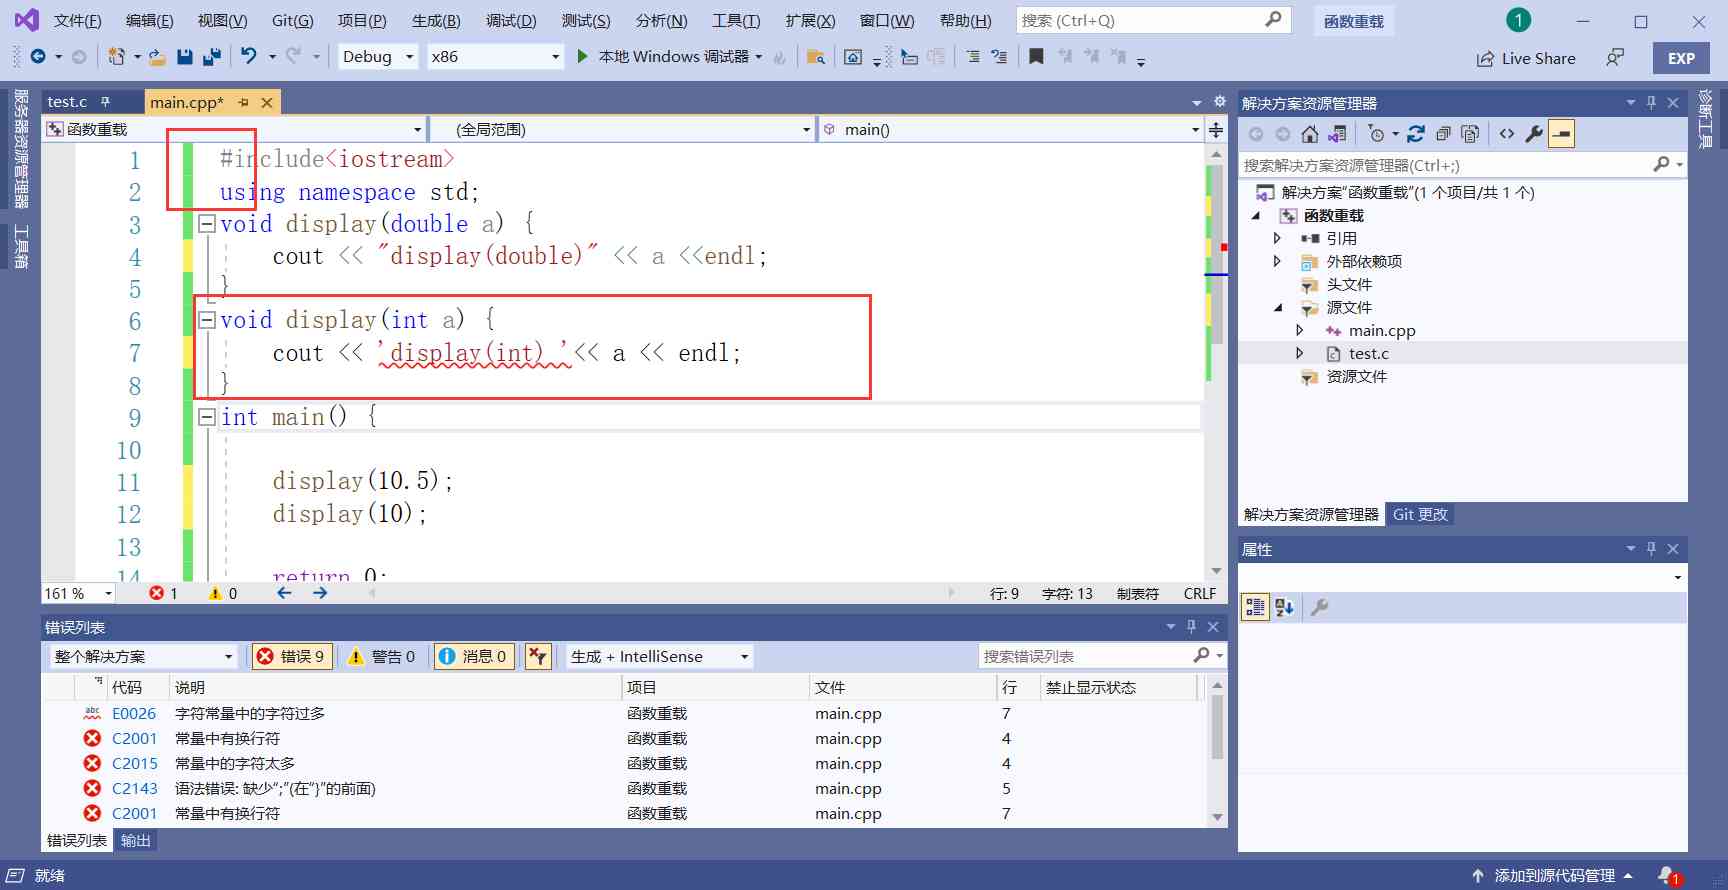 文件(F) 编辑(E) 视图(V) Git(G) 项目(P) 生成(B) 调试(D) 测试(S) 分析(N) 工具(T) 扩展(X) 窗口(W) 帮助(H) 搜索 (Ctrl+Q) 函数重载 1
Debug x86 本地 Windows 调试器 Live Share EXP
服务器资源管理器
工具箱
test.c main.cpp*
函数重载 (全局范围) main()
1 #include<iostream>
2 using namespace std;
3 void display(double a) {
4 cout << "display(double)" << a <<endl;
5 }
6 void display(int a) {
7 cout << 'display(int) '<< a << endl;
8 }
9 int main() {
10
11 display(10.5);
12 display(10);
13
14 return 0;
161 % 1 0 行: 9 字符: 13 制表符 CRLF
错误列表
整个解决方案 错误 9 警告 0 消息 0 生成 + IntelliSense 搜索错误列表
代码 说明 项目 文件 行 禁止显示状态
abc E0026 字符常量中的字符过多 函数重载 main.cpp 7
C2001 常量中有换行符 函数重载 main.cpp 4
C2015 常量中的字符太多 函数重载 main.cpp 4
C2143 语法错误: 缺少“;”(在“}”的前面) 函数重载 main.cpp 5
C2001 常量中有换行符 函数重载 main.cpp 7
错误列表 输出
解决方案资源管理器
搜索解决方案资源管理器(Ctrl+;)
解决方案“函数重载”(1 个项目/共 1 个)
函数重载
引用
外部依赖项
头文件
源文件
main.cpp
test.c
资源文件
解决方案资源管理器 Git 更改
属性
诊断工具
就绪 添加到源代码管理 1